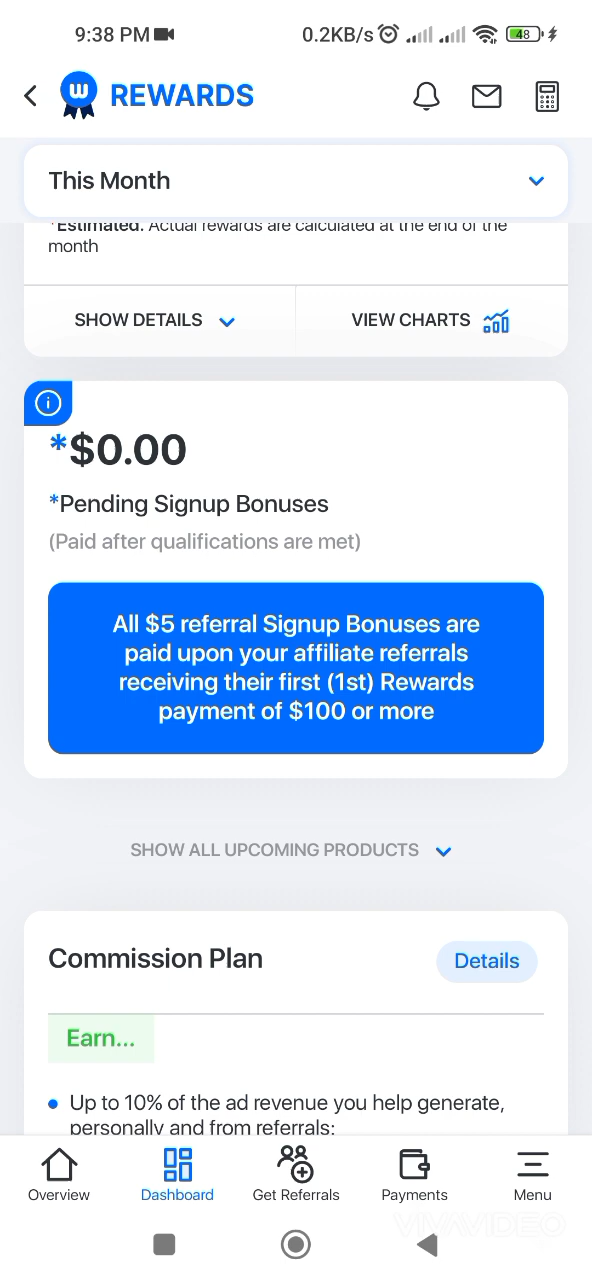 9:38 PM 0.2KB/s 48
w REWARDS
This Month
*Estimated. Actual rewards are calculated at the end of the
month
SHOW DETAILS VIEW CHARTS
*$0.00
*Pending Signup Bonuses
(Paid after qualifications are met)
All $5 referral Signup Bonuses are
paid upon your affiliate referrals
receiving their first (1st) Rewards
payment of $100 or more
SHOW ALL UPCOMING PRODUCTS
Commission Plan Details
Earn...
Up to 10% of the ad revenue you help generate,
personally and from referrals:
Overview Dashboard Get Referrals Payments Menu
VIVAVIDEO